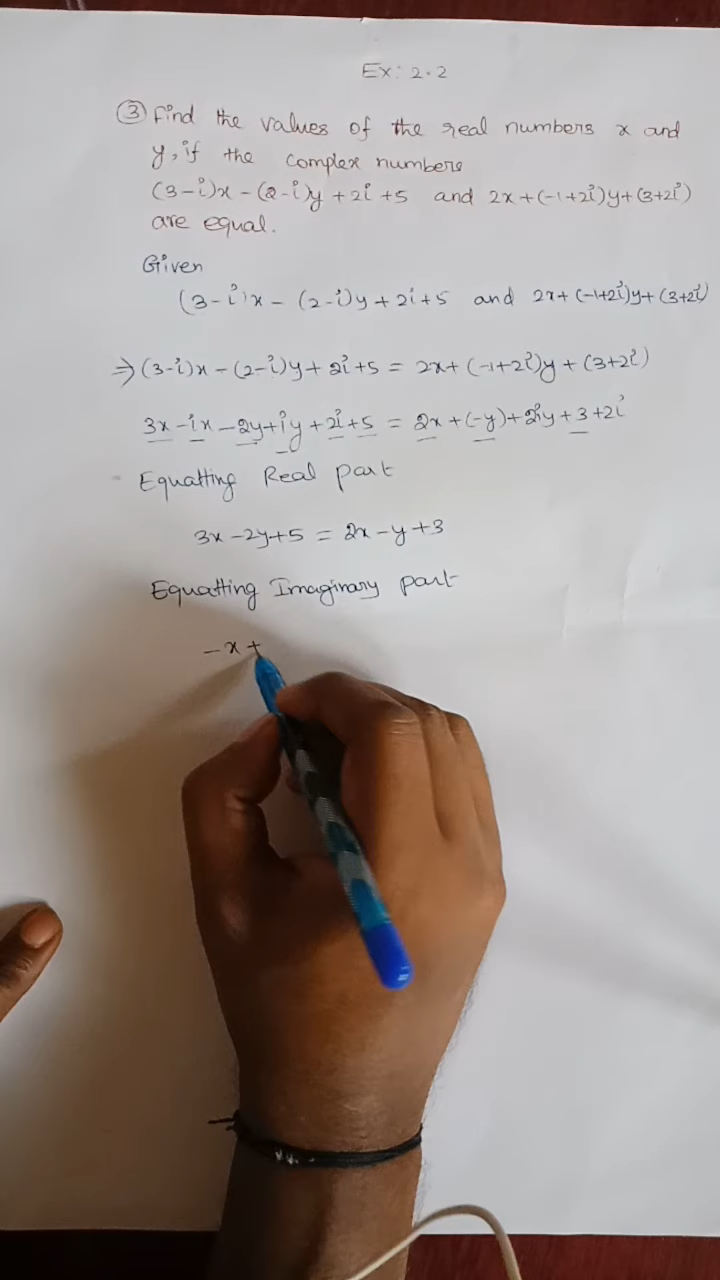 Ex: 2.2
③ Find the values of the real numbers x and
y, if the complex numbers
(3-i)x - (2-i)y + 2i + 5 and 2x + (-1+2i)y + (3+2i)
are equal.
Given
(3-i)x - (2-i)y + 2i + 5 and 2x + (-1+2i)y + (3+2i)
⇒ (3-i)x - (2-i)y + 2i + 5 = 2x + (-1+2i)y + (3+2i)
3x - ix - 2y + iy + 2i + 5 = 2x + (-y) + 2iy + 3 + 2i
Equatting Real part
3x - 2y + 5 = 2x - y + 3
Equatting Imaginary part
- x +